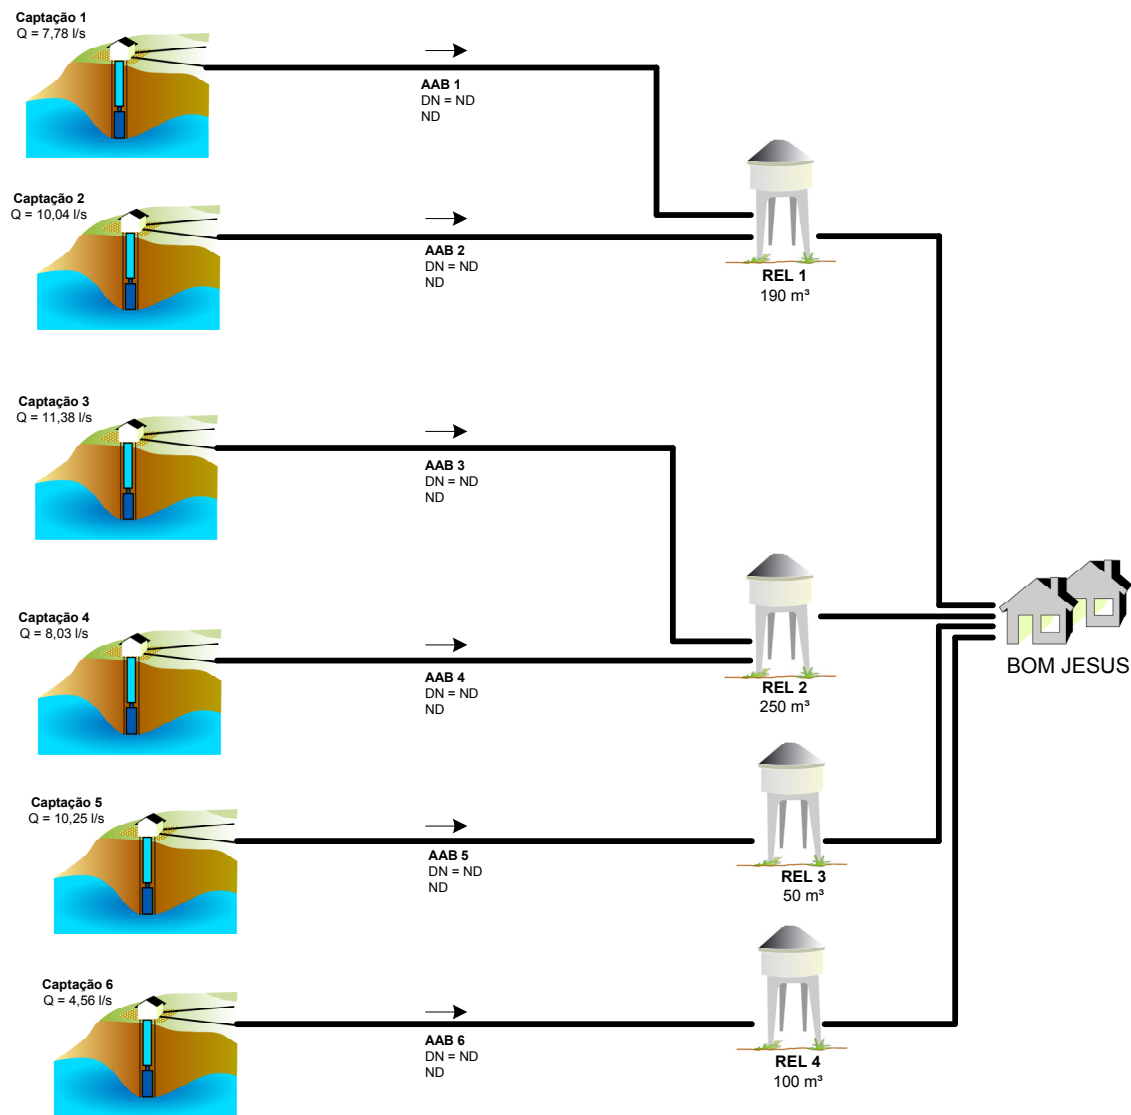 Captação 1
Q = 7,78 l/s
AAB 1
DN = ND
ND
Captação 2
Q = 10,04 l/s
AAB 2
DN = ND
ND
REL 1
190 m³
Captação 3
Q = 11,38 l/s
AAB 3
DN = ND
ND
Captação 4
Q = 8,03 l/s
AAB 4
DN = ND
ND
REL 2
250 m³
BOM JESUS
Captação 5
Q = 10,25 l/s
AAB 5
DN = ND
ND
REL 3
50 m³
Captação 6
Q = 4,56 l/s
AAB 6
DN = ND
ND
REL 4
100 m³